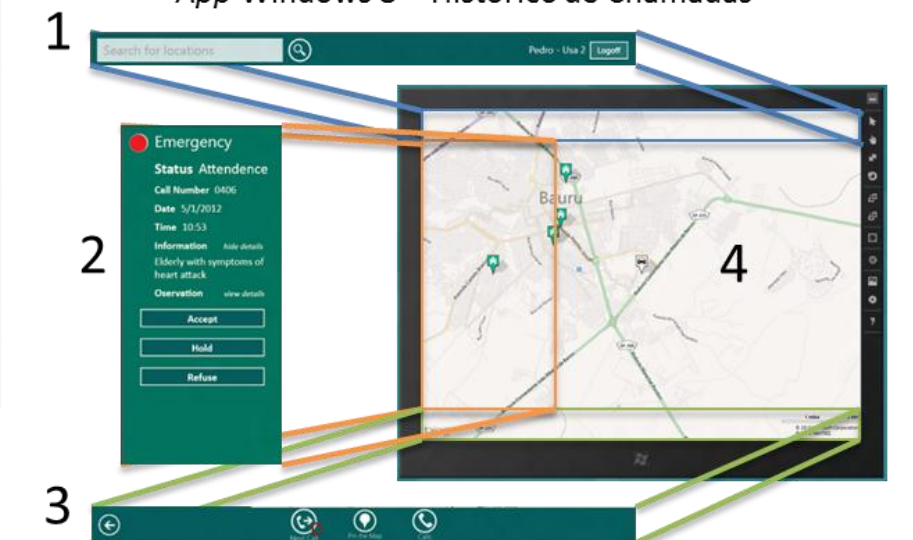 App Windows 8 – Histórico de Chamadas
1
Search for locations
Pedro - Usa 2 Logoff
2
Emergency
Status Attendence
Call Number 0406
Date 5/1/2012
Time 10:53
Information hide details
Elderly with symptoms of
heart attack
Oservation view details
Accept
Hold
Refuse
Bauru
4
?
1 miles
3
Pin the Map
Calls